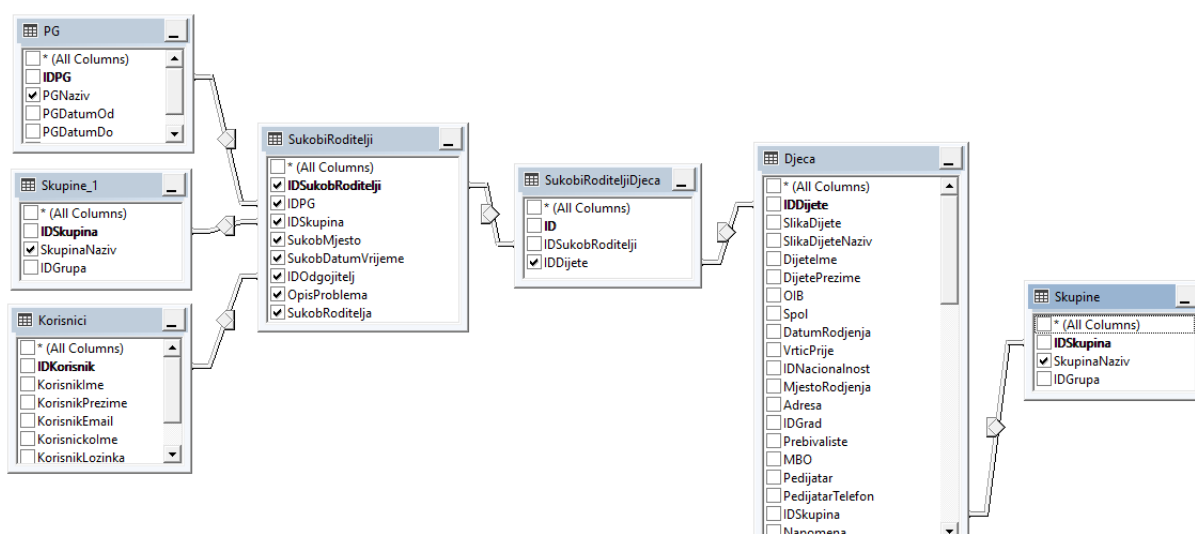 PG
* (All Columns)
IDPG
PGNaziv
PGDatumOd
PGDatumDo
Skupine_1
* (All Columns)
IDSkupina
SkupinaNaziv
IDGrupa
Korisnici
* (All Columns)
IDKorisnik
KorisnikIme
KorisnikPrezime
KorisnikEmail
KorisnickoIme
KorisnikLozinka
SukobiRoditelji
* (All Columns)
IDSukobRoditelji
IDPG
IDSkupina
SukobMjesto
SukobDatumVrijeme
IDOdgojitelj
OpisProblema
SukobRoditelja
SukobiRoditeljiDjeca
* (All Columns)
ID
IDSukobRoditelji
IDDijete
Djeca
* (All Columns)
IDDijete
SlikaDijete
SlikaDijeteNaziv
DijeteIme
DijetePrezime
OIB
Spol
DatumRodjenja
VrticPrije
IDNacionalnost
MjestoRodjenja
Adresa
IDGrad
Prebivaliste
MBO
Pedijatar
PedijatarTelefon
IDSkupina
Napomena
Skupine
* (All Columns)
IDSkupina
SkupinaNaziv
IDGrupa